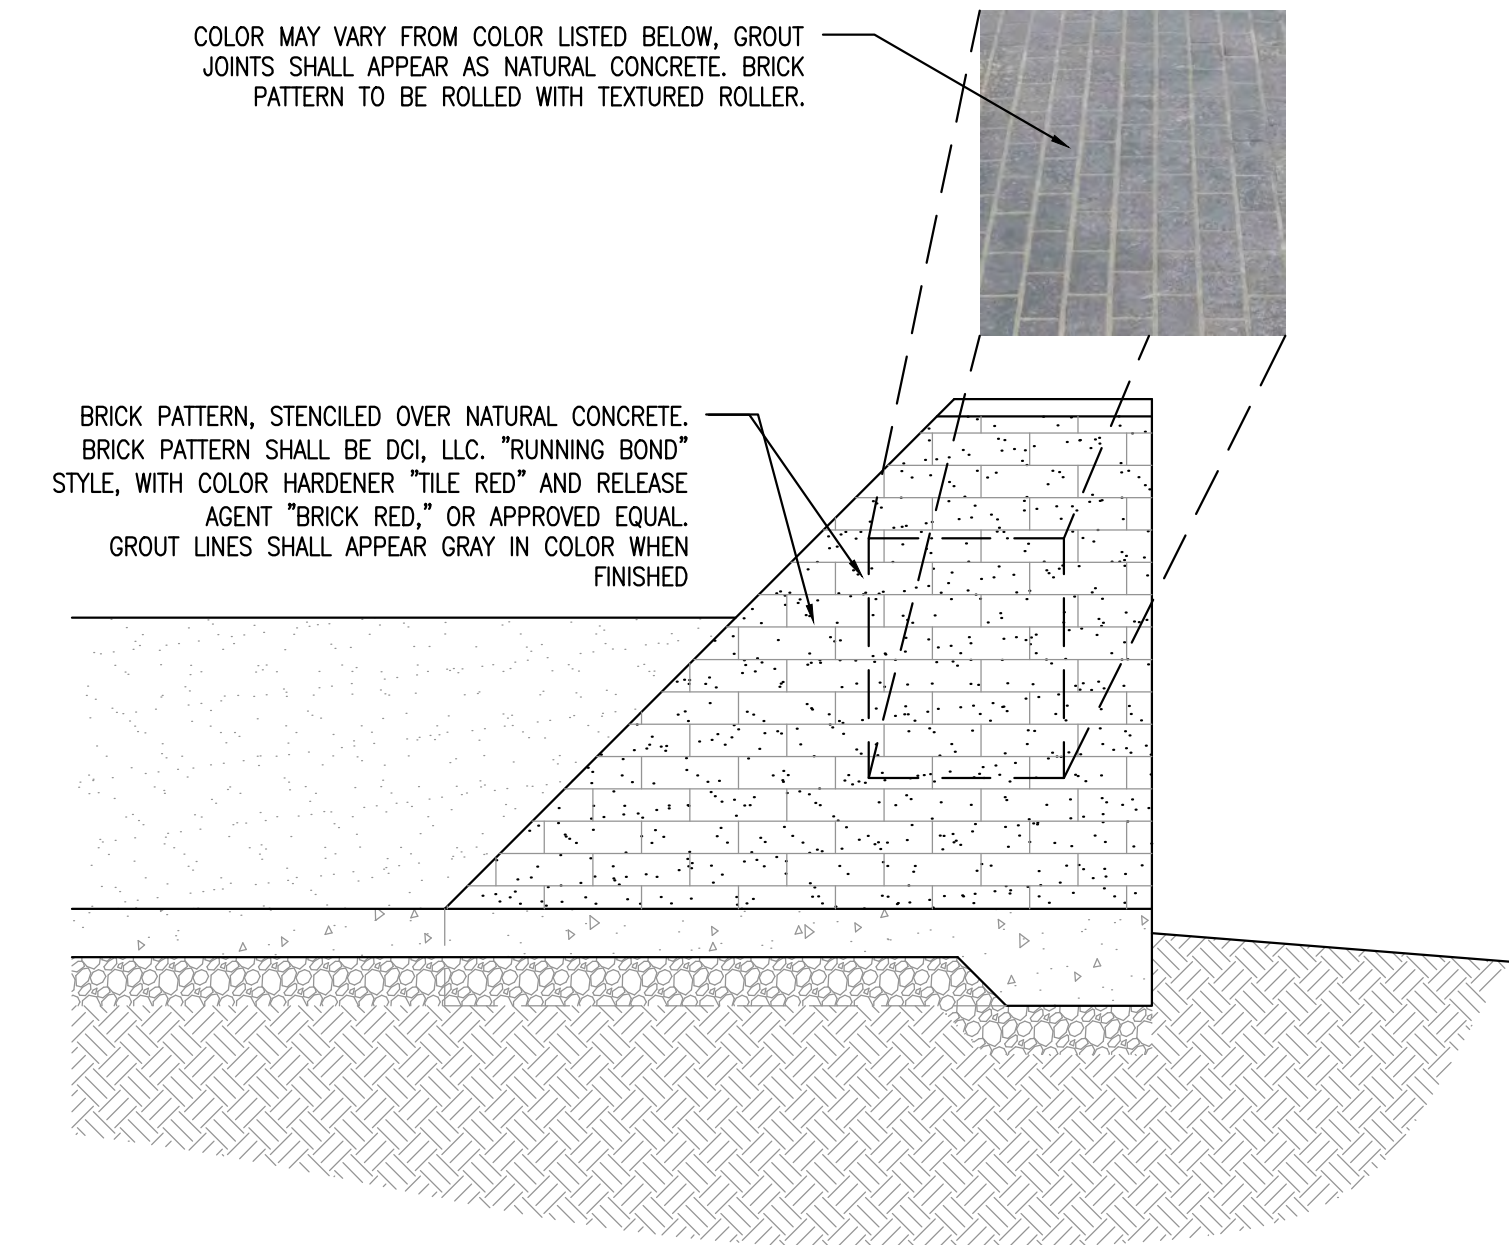 COLOR MAY VARY FROM COLOR LISTED BELOW, GROUT
JOINTS SHALL APPEAR AS NATURAL CONCRETE. BRICK
PATTERN TO BE ROLLED WITH TEXTURED ROLLER.
BRICK PATTERN, STENCILED OVER NATURAL CONCRETE.
BRICK PATTERN SHALL BE DCI, LLC. "RUNNING BOND"
STYLE, WITH COLOR HARDENER "TILE RED" AND RELEASE
AGENT "BRICK RED," OR APPROVED EQUAL.
GROUT LINES SHALL APPEAR GRAY IN COLOR WHEN
FINISHED